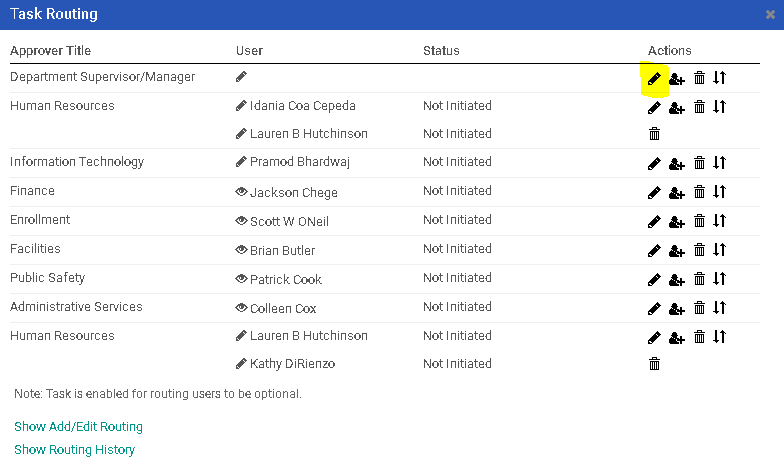 Task Routing
Approver Title User Status Actions
Department Supervisor/Manager
Human Resources Idania Coa Cepeda Not Initiated
Lauren B Hutchinson Not Initiated
Information Technology Pramod Bhardwaj Not Initiated
Finance Jackson Chege Not Initiated
Enrollment Scott W ONeil Not Initiated
Facilities Brian Butler Not Initiated
Public Safety Patrick Cook Not Initiated
Administrative Services Colleen Cox Not Initiated
Human Resources Lauren B Hutchinson Not Initiated
Kathy DiRienzo Not Initiated
Note: Task is enabled for routing users to be optional.
Show Add/Edit Routing
Show Routing History